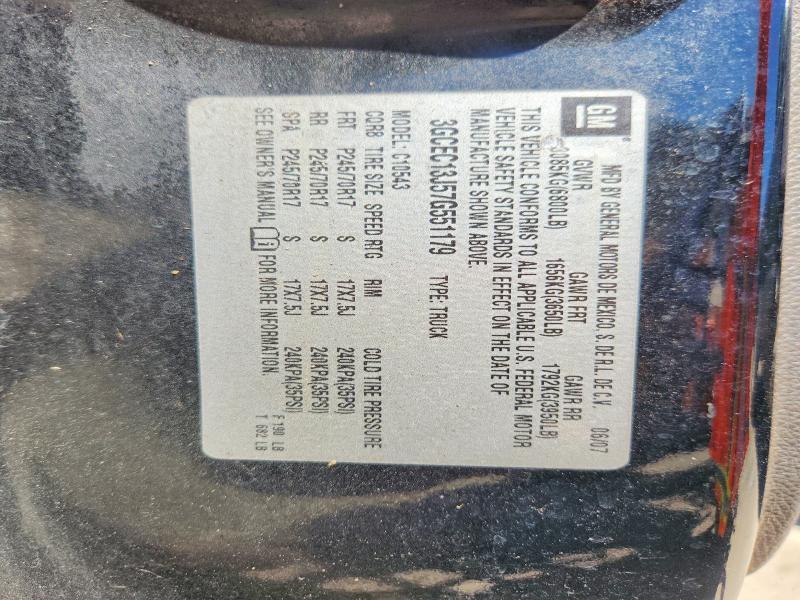 GM
MFD BY GENERAL MOTORS DE MEXICO, S. DE R.L. DE C.V. 06/07
GVWR GAWR FRT GAWR RR
3085KG(6800LB) 1656KG(3650LB) 1792KG(3950LB)
THIS VEHICLE CONFORMS TO ALL APPLICABLE U.S. FEDERAL MOTOR
VEHICLE SAFETY STANDARDS IN EFFECT ON THE DATE OF
MANUFACTURE SHOWN ABOVE.
3GCEC13J57G551179 TYPE: TRUCK
MODEL: C10543
TIRE SIZE SPEED RTG RIM COLD TIRE PRESSURE
FRT P245/70R17 S 17X7.5J 240KPA(35PSI)
RR P245/70R17 S 17X7.5J 240KPA(35PSI)
SPA P245/70R17 S 17X7.5J 240KPA(35PSI)
SEE OWNER'S MANUAL FOR MORE INFORMATION.
F 190 LB
T 682 LB